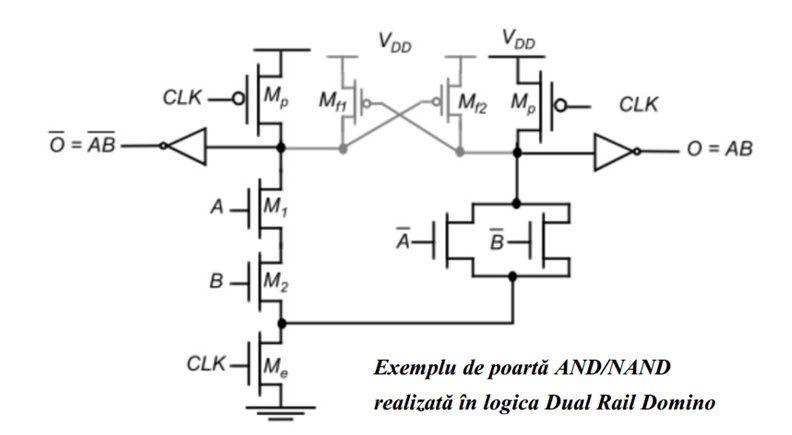 V_DD
V_DD
CLK
M_p
M_f1
M_f2
M_p
CLK
O̅ = A̅B̅
O = AB
A
M_1
A̅
B̅
B
M_2
CLK
M_e
Exemplu de poartă AND/NAND
realizată în logica Dual Rail Domino